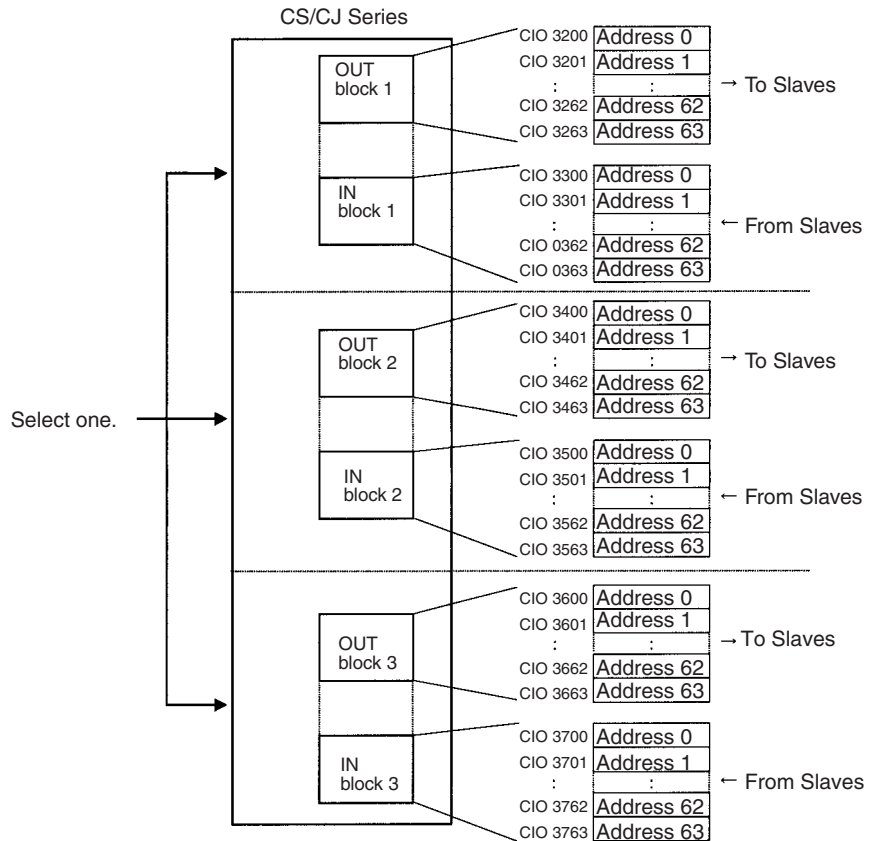 CS/CJ Series
OUT
block 1
CIO 3200 Address 0
CIO 3201 Address 1
: :
CIO 3262 Address 62
CIO 3263 Address 63
→ To Slaves
IN
block 1
CIO 3300 Address 0
CIO 3301 Address 1
: :
CIO 0362 Address 62
CIO 0363 Address 63
← From Slaves
Select one.
OUT
block 2
CIO 3400 Address 0
CIO 3401 Address 1
: :
CIO 3462 Address 62
CIO 3463 Address 63
→ To Slaves
IN
block 2
CIO 3500 Address 0
CIO 3501 Address 1
: :
CIO 3562 Address 62
CIO 3563 Address 63
← From Slaves
OUT
block 3
CIO 3600 Address 0
CIO 3601 Address 1
: :
CIO 3662 Address 62
CIO 3663 Address 63
→ To Slaves
IN
block 3
CIO 3700 Address 0
CIO 3701 Address 1
: :
CIO 3762 Address 62
CIO 3763 Address 63
← From Slaves